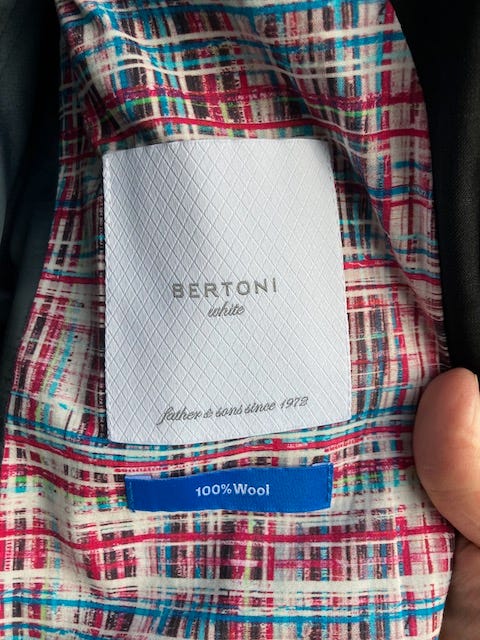 BERTONI
white
father & sons since 1972
100% Wool